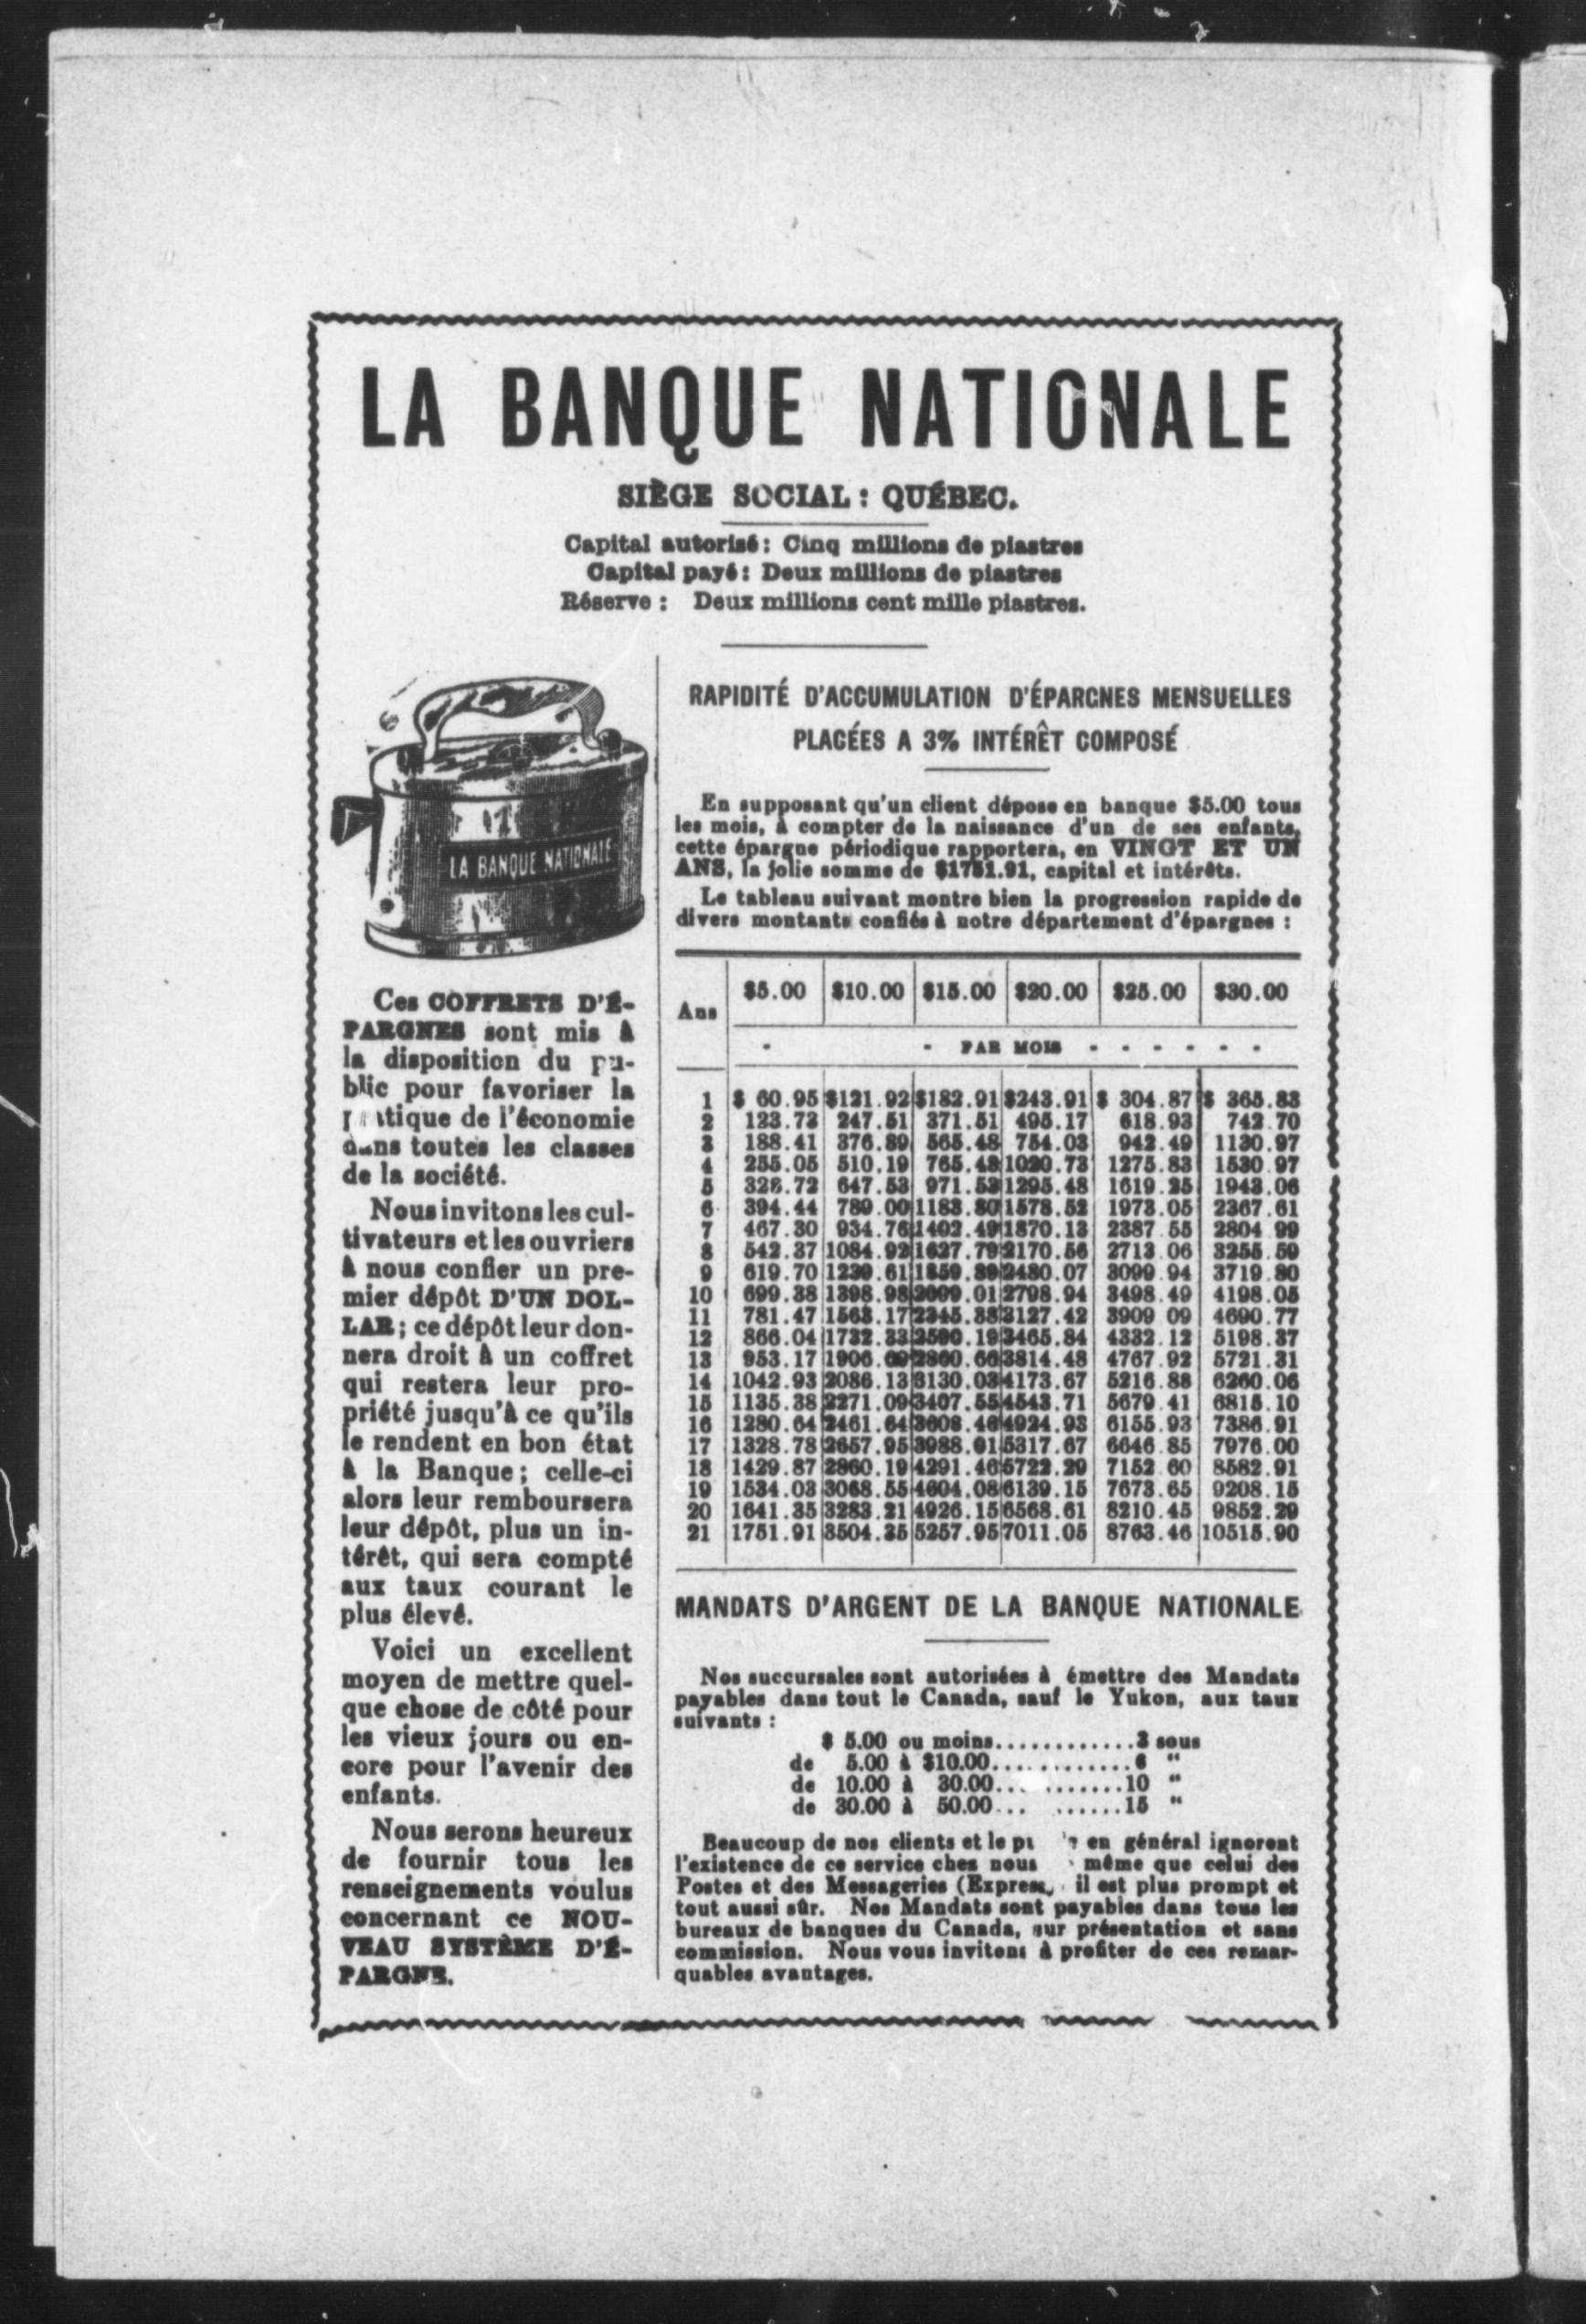 LA BANQUE NATIONALE
SIÈGE SOCIAL : QUÉBEC.
Capital autorisé : Cinq millions de piastres
Capital payé : Deux millions de piastres
Réserve : Deux millions cent mille piastres.
LA BANQUE NATIONALE
Ces COFFRETS D'É-
PARGNES sont mis à
la disposition du pu-
blic pour favoriser la
pratique de l'économie
dans toutes les classes
de la société.
Nous invitons les cul-
tivateurs et les ouvriers
à nous confier un pre-
mier dépôt D'UN DOL-
LAR ; ce dépôt leur don-
nera droit à un coffret
qui restera leur pro-
priété jusqu'à ce qu'ils
le rendent en bon état
à la Banque ; celle-ci
alors leur remboursera
leur dépôt, plus un in-
térêt, qui sera compté
aux taux courant le
plus élevé.
Voici un excellent
moyen de mettre quel-
que chose de côté pour
les vieux jours ou en-
core pour l'avenir des
enfants.
Nous serons heureux
de fournir tous les
renseignements voulus
concernant ce NOU-
VEAU SYSTÈME D'É-
PARGNE.
RAPIDITÉ D'ACCUMULATION D'ÉPARGNES MENSUELLES
PLACÉES A 3% INTÉRÊT COMPOSÉ
En supposant qu'un client dépose en banque $5.00 tous
les mois, à compter de la naissance d'un de ses enfants,
cette épargne périodique rapportera, en VINGT ET UN
ANS, la jolie somme de $1751.91, capital et intérêts.
Le tableau suivant montre bien la progression rapide de
divers montants confiés à notre département d'épargnes :
Ans $5.00 $10.00 $15.00 $20.00 $25.00 $30.00
- - PAR MOIS - - - - - -
1 $ 60.95 $121.92 $182.91 $243.91 $ 304.87 $ 365.83
2 123.73 247.51 371.51 495.17 618.93 742.70
3 188.41 376.89 565.48 754.03 942.49 1130.97
4 255.05 510.19 765.48 1020.73 1275.83 1530.97
5 323.72 647.53 971.53 1295.48 1619.25 1943.06
6 394.44 789.00 1183.80 1578.52 1973.05 2367.61
7 467.30 934.76 1402.49 1870.13 2387.55 2804.99
8 542.37 1084.92 1627.79 2170.56 2713.06 3255.59
9 619.70 1239.61 1859.89 2480.07 3099.94 3719.80
10 699.38 1398.98 2099.01 2798.94 3498.49 4198.05
11 781.47 1563.17 2345.38 3127.42 3909.09 4690.77
12 866.04 1732.33 2590.19 3465.84 4332.12 5198.37
13 953.17 1906.69 2860.66 3814.48 4767.92 5721.31
14 1042.93 2086.13 3130.03 4173.67 5216.88 6260.06
15 1135.38 2271.09 3407.55 4543.71 5679.41 6815.10
16 1280.64 2461.64 3608.46 4924.93 6155.93 7386.91
17 1328.78 2657.95 3988.01 5317.67 6646.85 7976.00
18 1429.87 2860.19 4291.46 5722.29 7152.60 8582.91
19 1534.03 3068.55 4604.08 6139.15 7673.65 9208.15
20 1641.35 3283.21 4926.15 6568.61 8210.45 9852.29
21 1751.91 3504.35 5257.95 7011.05 8763.46 10515.90
MANDATS D'ARGENT DE LA BANQUE NATIONALE
Nos succursales sont autorisées à émettre des Mandats
payables dans tout le Canada, sauf le Yukon, aux taux
suivants :
$ 5.00 ou moins.............3 sous
de 5.00 à $10.00.............6 "
de 10.00 à 30.00... .......10 "
de 30.00 à 50.00... ......15 "
Beaucoup de nos clients et le en général ignorent
l'existence de ce service chez nous même que celui des
Postes et des Messageries (Express, il est plus prompt et
tout aussi sûr. Nos Mandats sont payables dans tous les
bureaux de banques du Canada, sur présentation et sans
commission. Nous vous invitons à profiter de ces remar-
quables avantages.